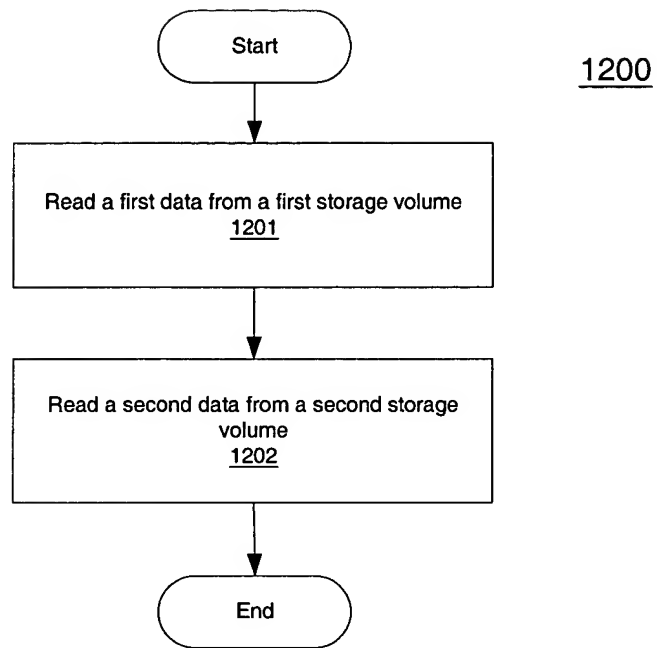 Start
1200
Read a first data from a first storage volume
1201
Read a second data from a second storage
volume
1202
End